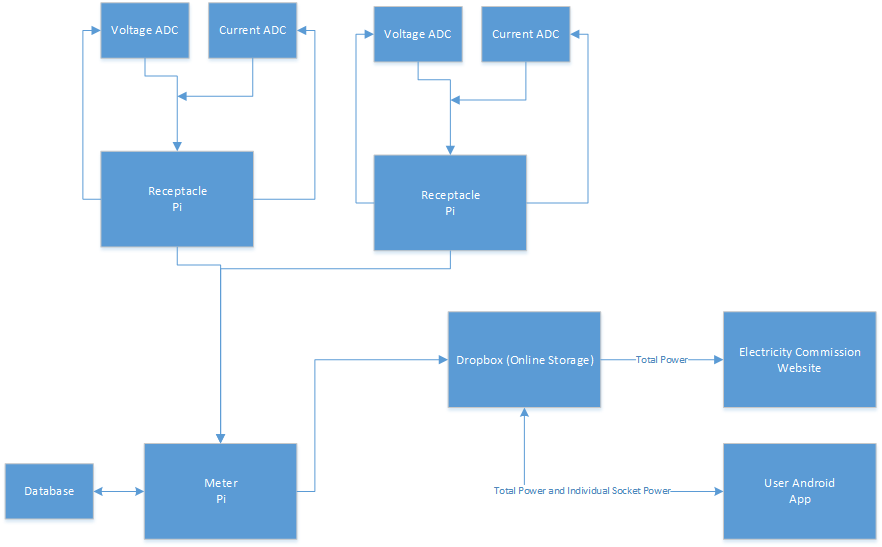 Voltage ADC
Current ADC
Voltage ADC
Current ADC
Receptacle
Pi
Receptacle
Pi
Dropbox (Online Storage)
Total Power
Electricity Commission
Website
Database
Meter
Pi
Total Power and Individual Socket Power
User Android
App